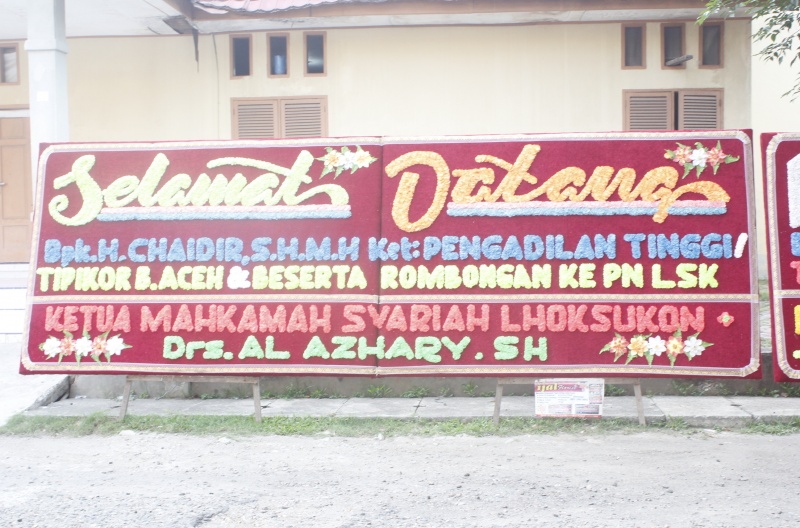 Selamat Datang
Bpk.H. CHAIDIR,S.H.M.H Ket: PENGADILAN TINGGI/
TIPIKOR B.ACEH & BESERTA ROMBONGAN KE PN LSK
KETUA MAHKAMAH SYARIAH LHOKSUKON
Drs. AL AZHARY. SH